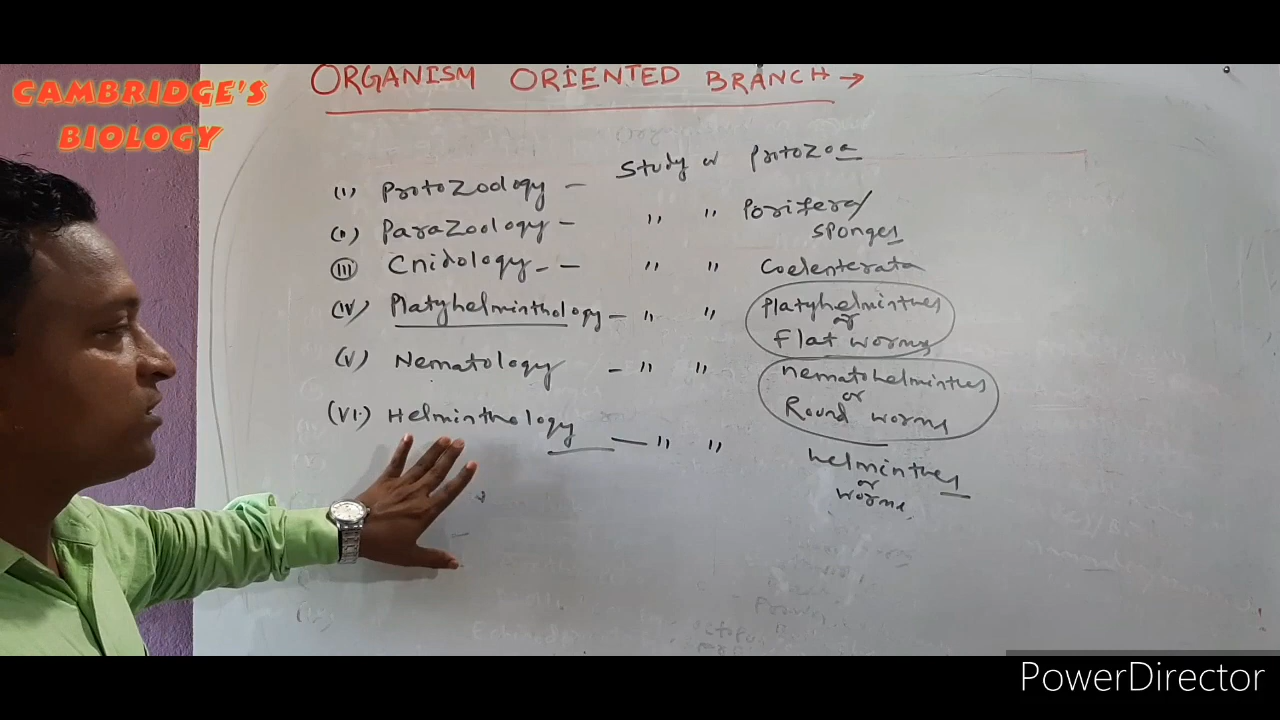 CAMBRIDGE'S
BIOLOGY
ORGANISM ORIENTED BRANCH →
(I) Protozoology – Study of Protozoa
(II) Parazoology – " " Porifera/
sponges
(III) Cnidology - – " " Coelenterata
(IV) Platyhelminthology – " " Platyhelminthes
or
Flat worms
(V) Nematology – " " nematohelminthes
or
Round worms
(VI.) Helminthology — " " helminthes
or
worms
PowerDirector